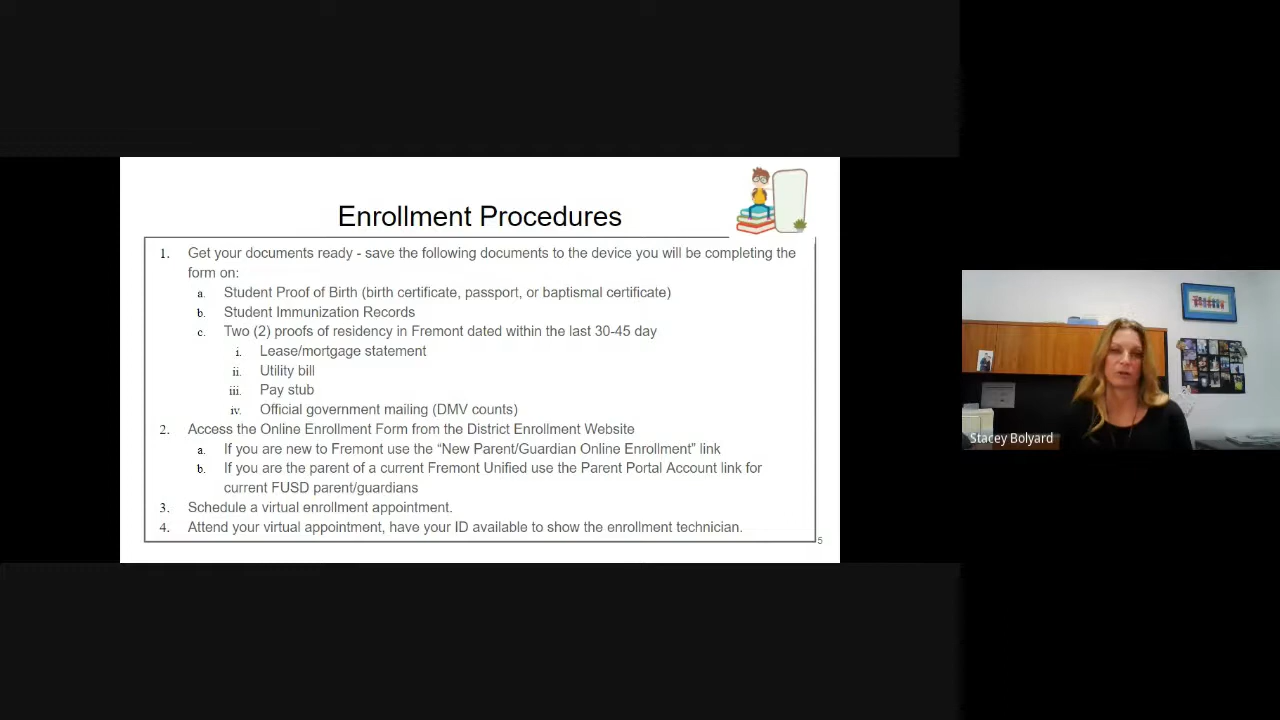 Enrollment Procedures
1. Get your documents ready - save the following documents to the device you will be completing the
form on:
a. Student Proof of Birth (birth certificate, passport, or baptismal certificate)
b. Student Immunization Records
c. Two (2) proofs of residency in Fremont dated within the last 30-45 day
i. Lease/mortgage statement
ii. Utility bill
iii. Pay stub
iv. Official government mailing (DMV counts)
2. Access the Online Enrollment Form from the District Enrollment Website
a. If you are new to Fremont use the “New Parent/Guardian Online Enrollment” link
b. If you are the parent of a current Fremont Unified use the Parent Portal Account link for
current FUSD parent/guardians
3. Schedule a virtual enrollment appointment.
4. Attend your virtual appointment, have your ID available to show the enrollment technician.
5
Stacey Bolyard